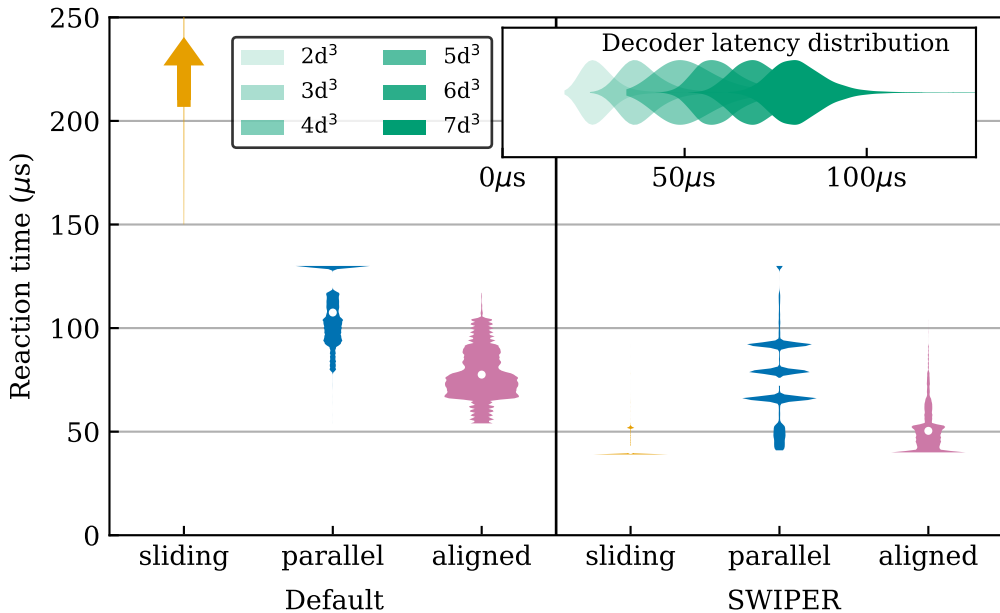 250
200
150
100
50
0
Reaction time (μs)
2d³
3d³
4d³
5d³
6d³
7d³
Decoder latency distribution
0μs
50μs
100μs
sliding
parallel
aligned
sliding
parallel
aligned
Default
SWIPER